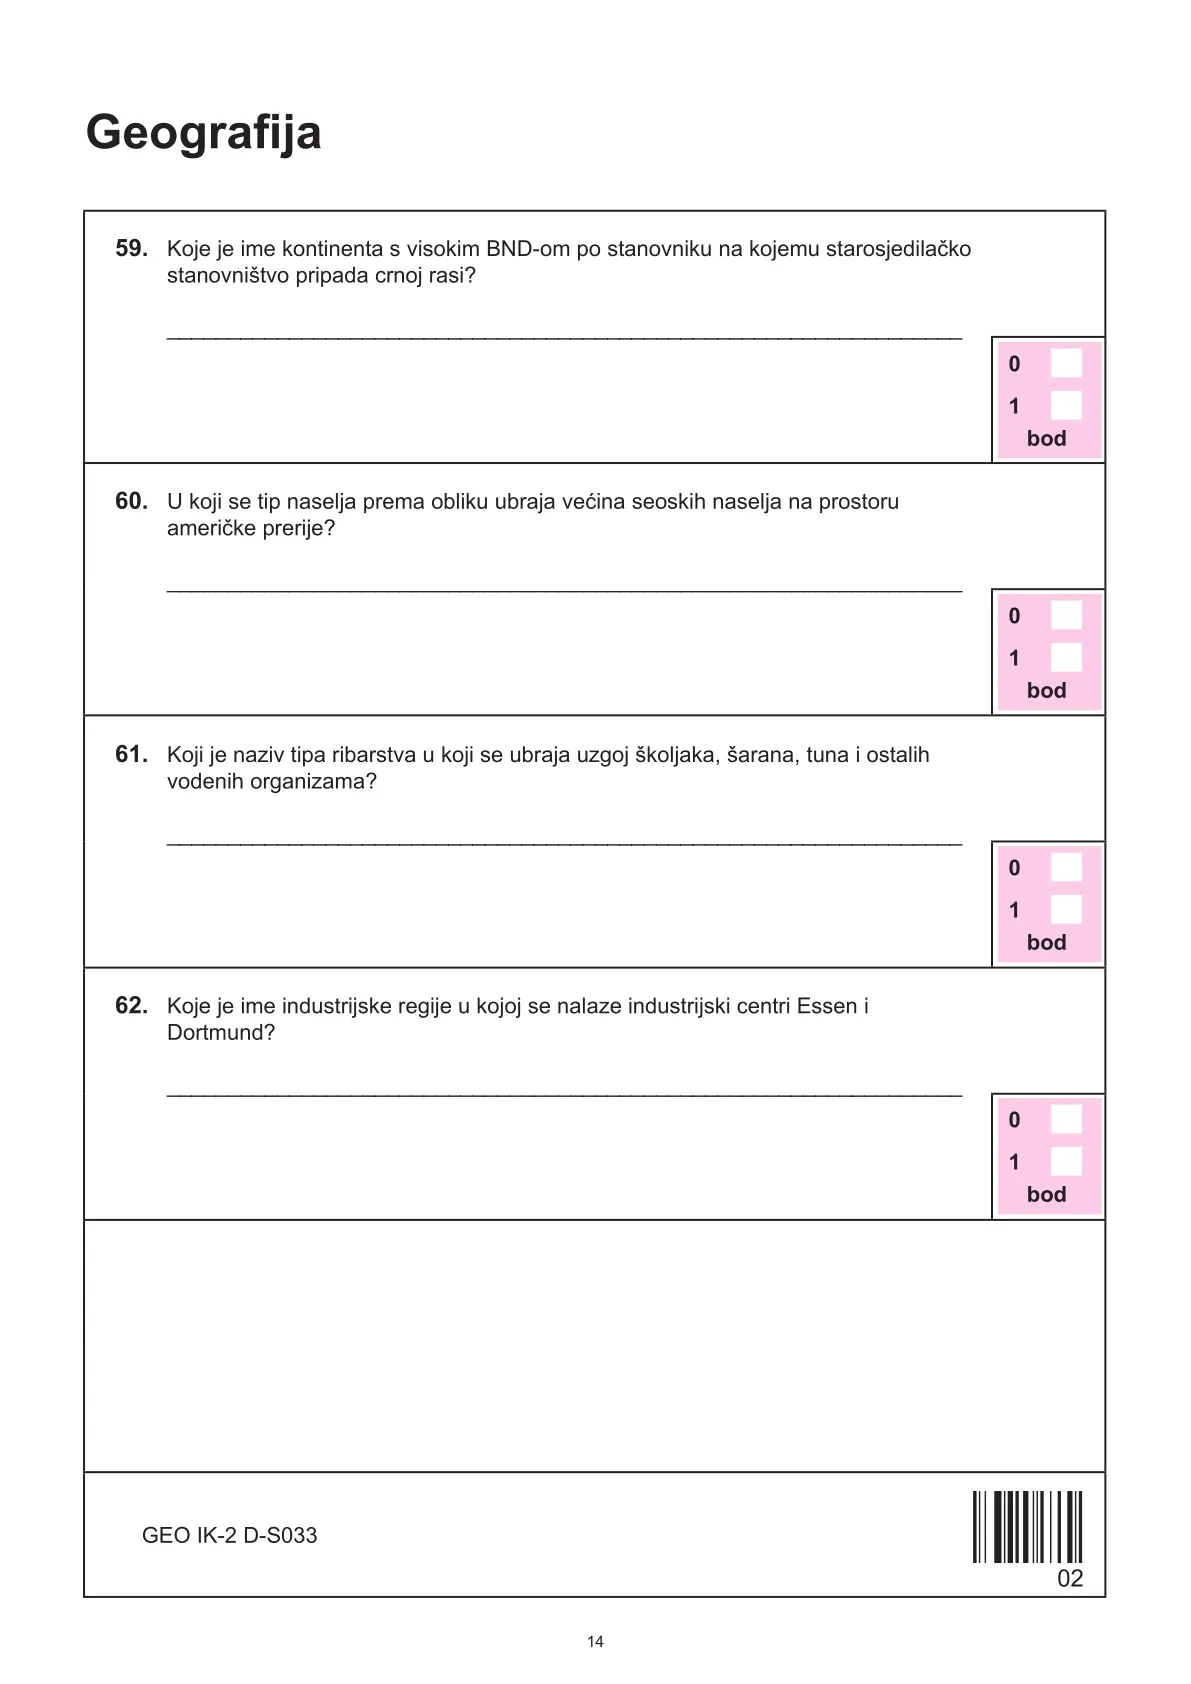 Geografija
59. Koje je ime kontinenta s visokim BND-om po stanovniku na kojemu starosjedilačko
stanovništvo pripada crnoj rasi?
0
1
bod
60. U koji se tip naselja prema obliku ubraja većina seoskih naselja na prostoru
američke prerije?
0
1
bod
61. Koji je naziv tipa ribarstva u koji se ubraja uzgoj školjaka, šarana, tuna i ostalih
vodenih organizama?
0
1
bod
62. Koje je ime industrijske regije u kojoj se nalaze industrijski centri Essen i
Dortmund?
0
1
bod
GEO IK-2 D-S033
02
14